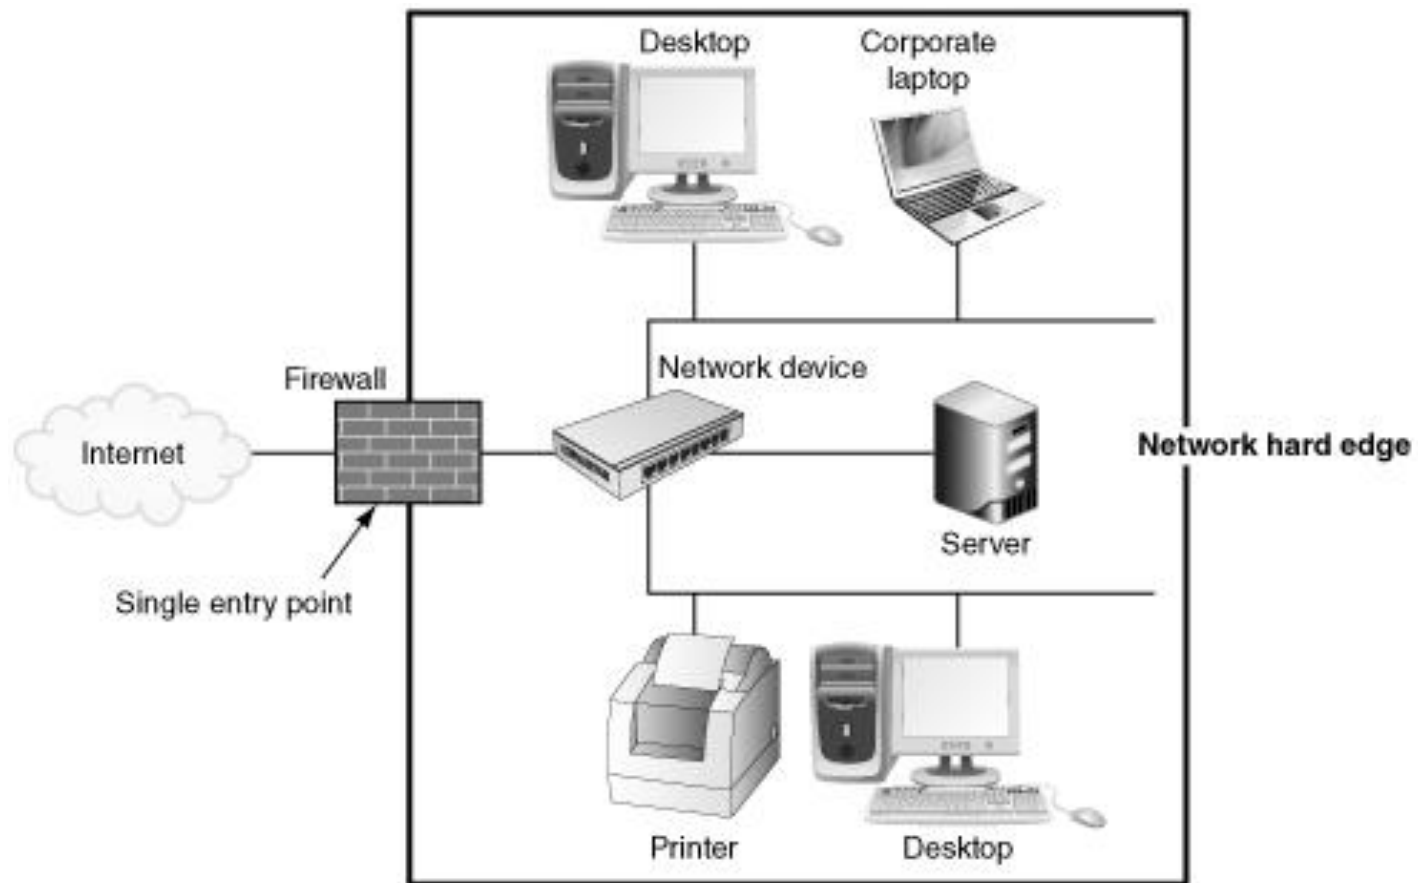 Desktop
Corporate
laptop
Network device
Firewall
Internet
Network hard edge
Server
Single entry point
Printer
Desktop